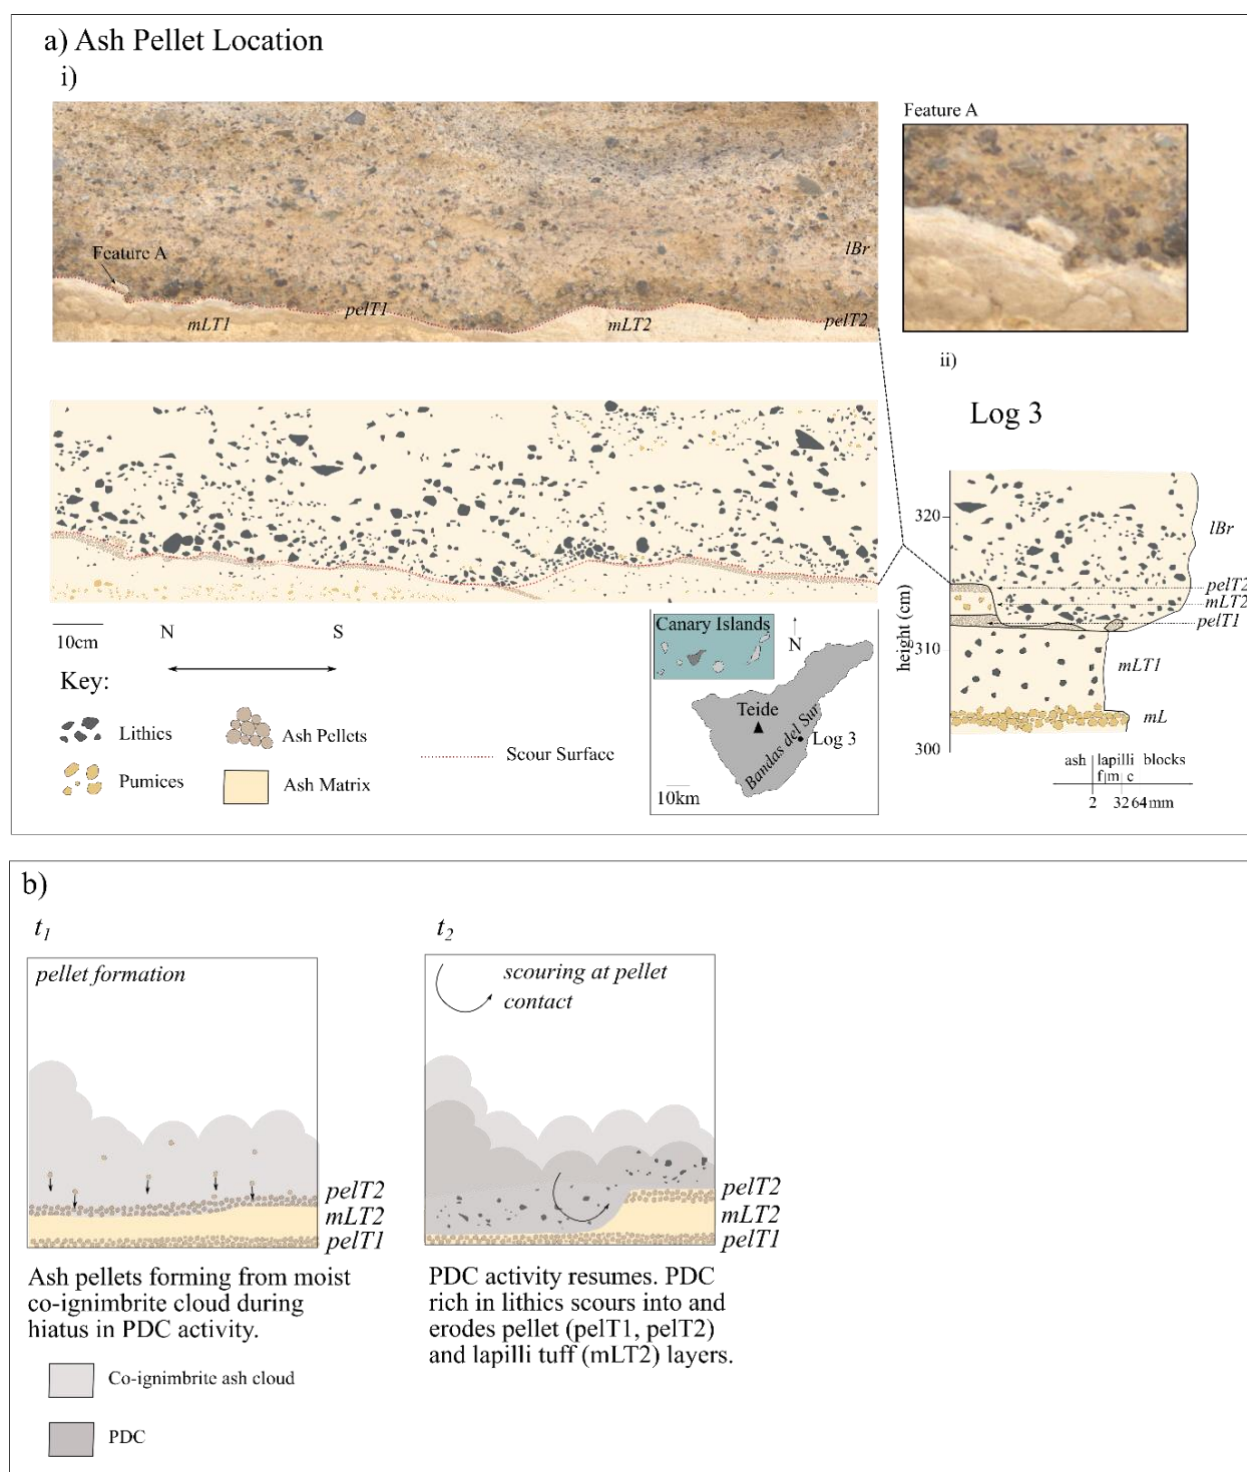 a) Ash Pellet Location
i)
Feature A
lBr
mLT1
pelT1
mLT2
pelT2
Feature A
ii)
Log 3
height (cm)
320
310
300
lBr
pelT2
mLT2
pelT1
mLT1
mL
ash lapilli blocks
f m c
2 32 64 mm
10cm
N S
Key:
Lithics
Ash Pellets
Pumices
Ash Matrix
Scour Surface
Canary Islands
N
Teide
Bandas del Sur
Log 3
10km
b)
t1
pellet formation
pelT2
mLT2
pelT1
Ash pellets forming from moist
co-ignimbrite cloud during
hiatus in PDC activity.
t2
scouring at pellet
contact
pelT2
mLT2
pelT1
PDC activity resumes. PDC
rich in lithics scours into and
erodes pellet (pelT1, pelT2)
and lapilli tuff (mLT2) layers.
Co-ignimbrite ash cloud
PDC